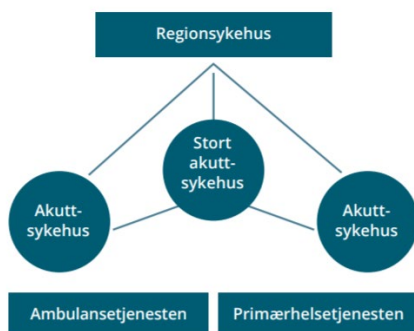 Regionsykehus
Stort
akutt-
sykehus
Akutt-
sykehus
Akutt-
sykehus
Ambulansetjenesten
Primærhelsetjenesten